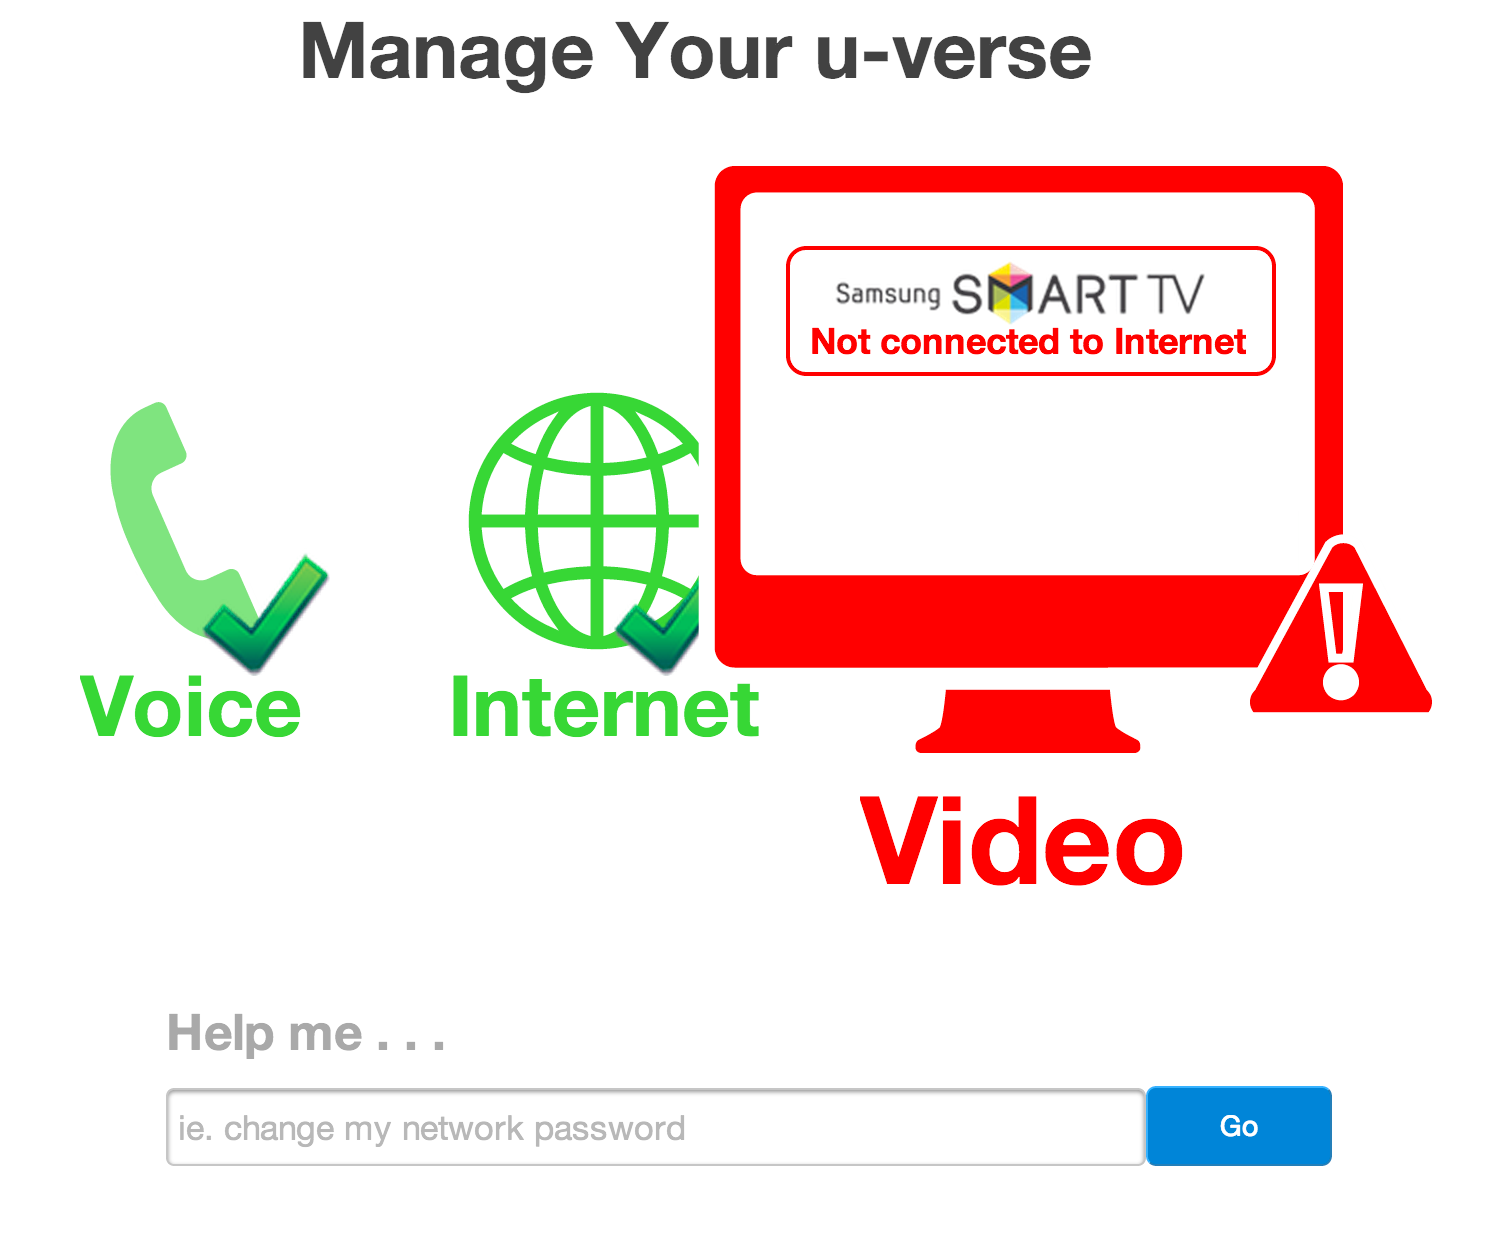 Manage Your u-verse
Samsung SMART TV
Not connected to Internet
Voice
Internet
Video
Help me . . .
ie. change my network password
Go